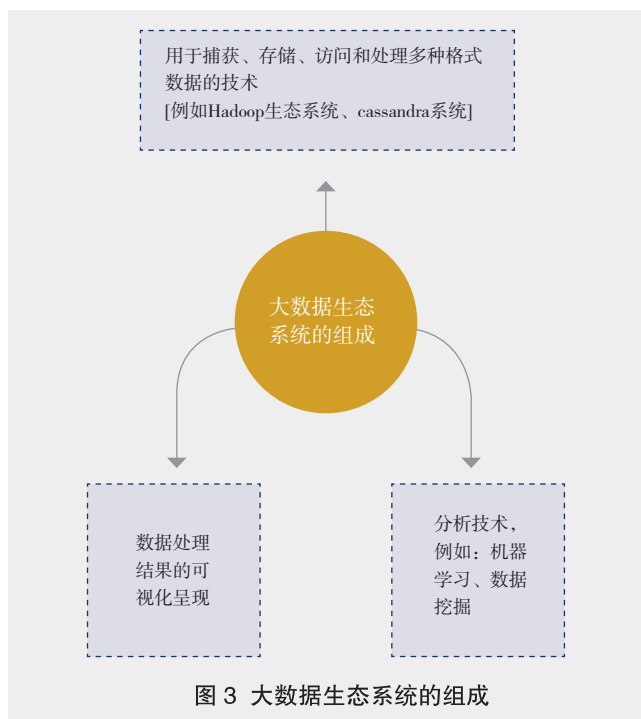 用于捕获、存储、访问和处理多种格式
数据的技术
[例如Hadoop生态系统、cassandra系统]
大数据生态
系统的组成
数据处理
结果的可
视化呈现
分析技术，
例如：机器
学习、数据
挖掘
图 3 大数据生态系统的组成